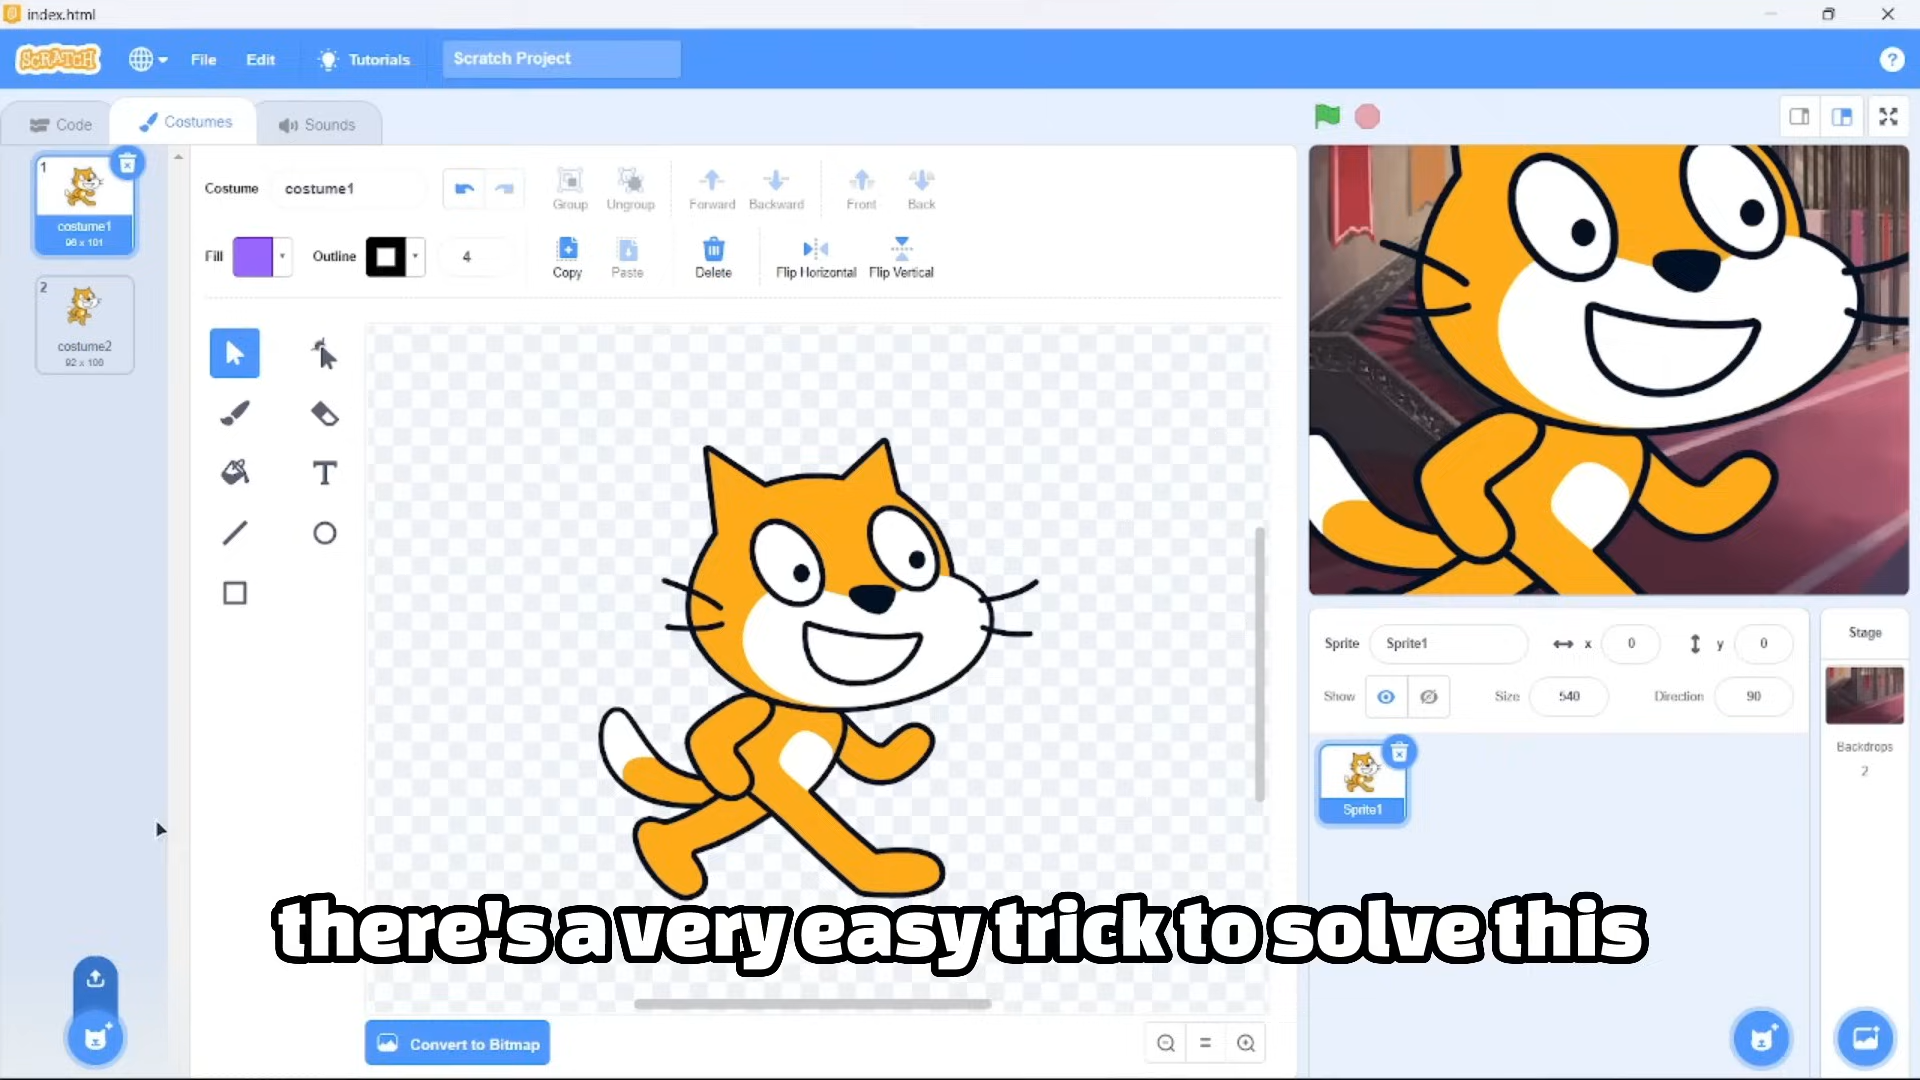 index.html
SCRATCH
File
Edit
Tutorials
Scratch Project
?
Code
Costumes
Sounds
1
costume1
96 x 101
2
costume2
92 x 106
Costume
costume1
Group
Ungroup
Forward
Backward
Front
Back
Fill
Outline
4
Copy
Paste
Delete
Flip Horizontal
Flip Vertical
T
Sprite
Sprite1
x
0
y
0
Show
Size
540
Direction
90
Sprite1
Stage
Backdrops
2
there's a very easy trick to solve this
Convert to Bitmap